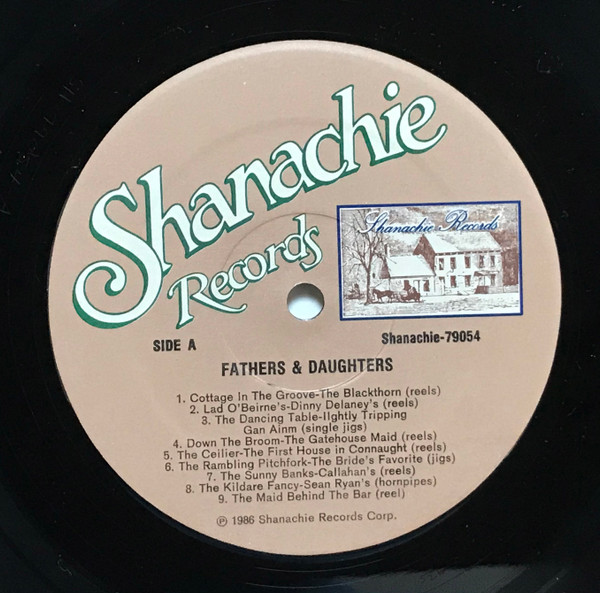 Shanachie
Records
Shanachie Records
SIDE A
Shanachie-79054
FATHERS & DAUGHTERS
1. Cottage In The Groove-The Blackthorn (reels)
2. Lad O'Beirne's-Dinny Delaney's (reels)
3. The Dancing Table-lightly Tripping
Gan Ainm (single jigs)
4. Down The Broom-The Gatehouse Maid (reels)
5. The Ceilier-The First House in Connaught (reels)
6. The Rambling Pitchfork-The Bride's Favorite (jigs)
7. The Sunny Banks-Callahan's (reels)
8. The Kildare Fancy-Sean Ryan's (hornpipes)
9. The Maid Behind The Bar (reel)
℗ 1986 Shanachie Records Corp.